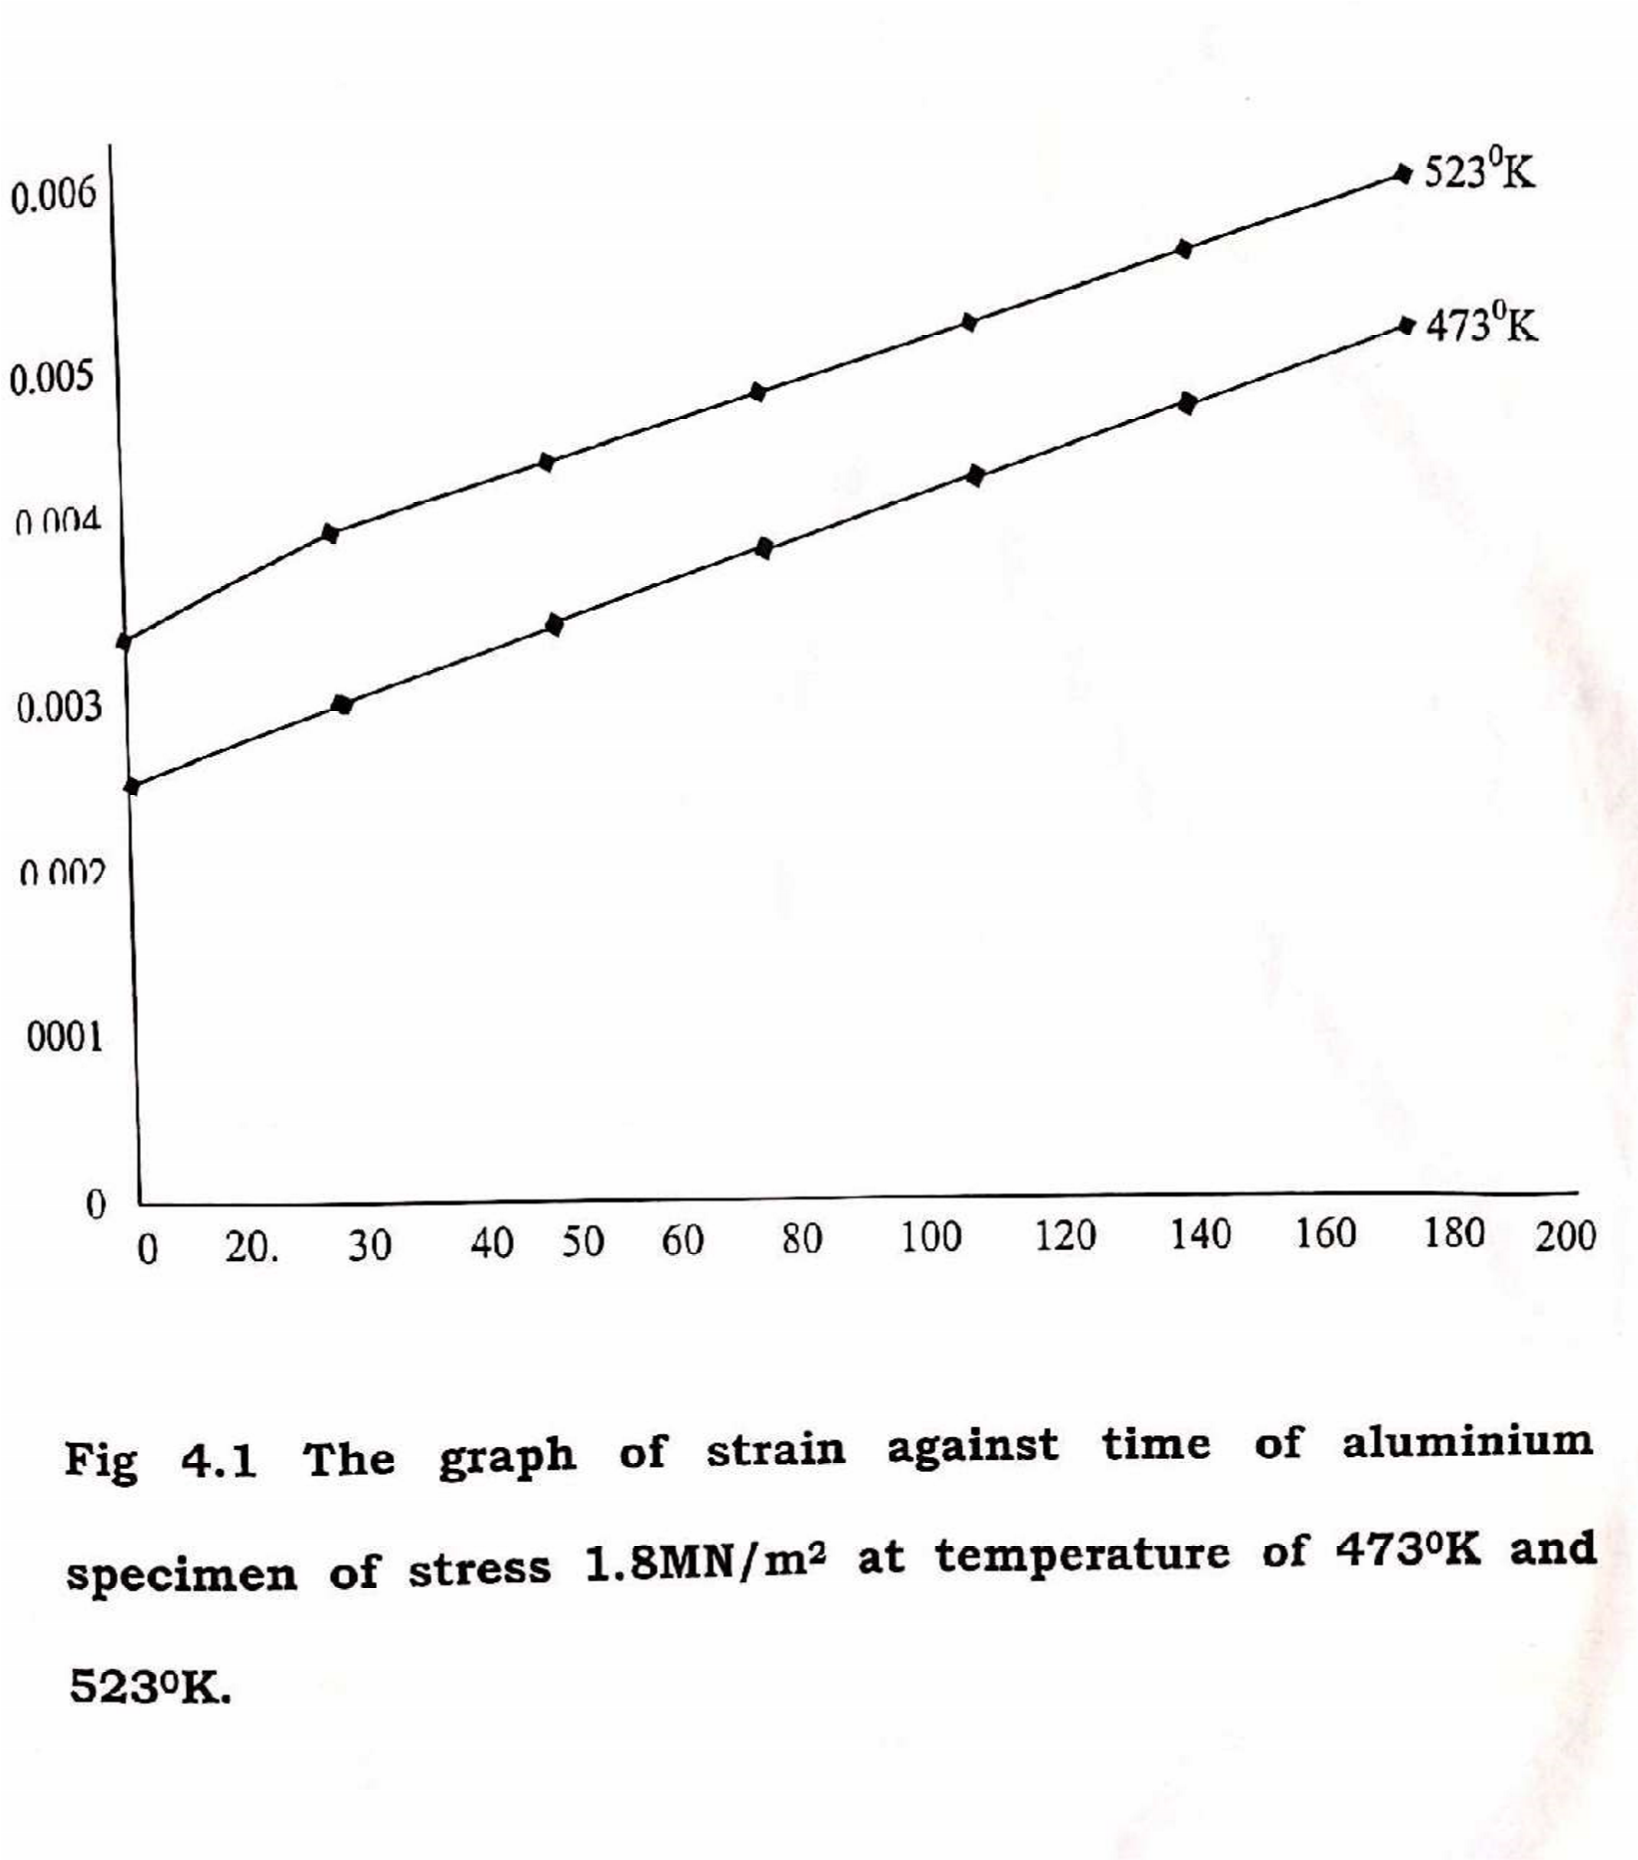 0.006
523⁰K
473⁰K
0.005
0 004
0.003
0 002
0001
0
0 20. 30 40 50 60 80 100 120 140 160 180 200
Fig 4.1 The graph of strain against time of aluminium
specimen of stress 1.8MN/m² at temperature of 473⁰K and
523⁰K.